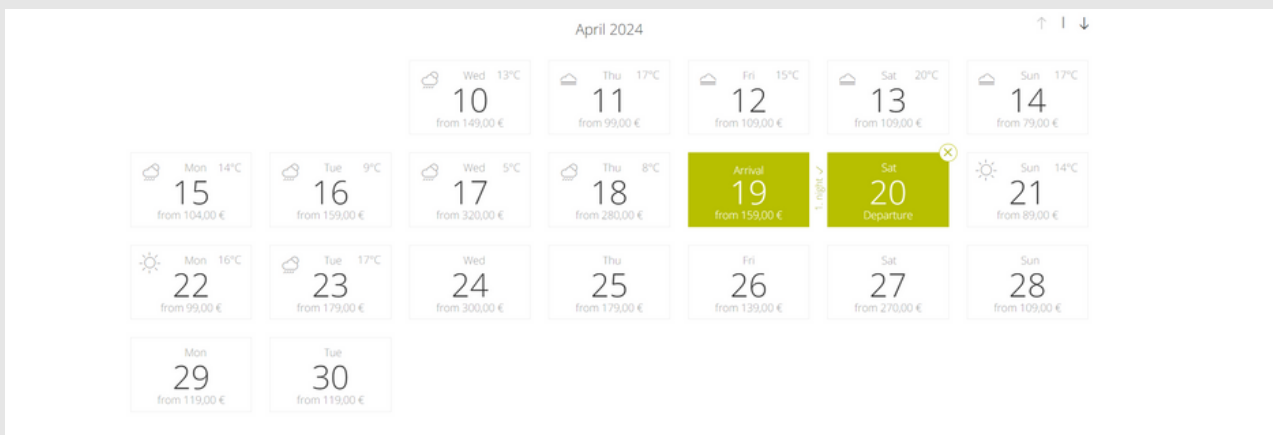 April 2024
Wed 13°C
10
from 149,00 €
Thu 17°C
11
from 99,00 €
Fri 15°C
12
from 109,00 €
Sat 20°C
13
from 109,00 €
Sun 17°C
14
from 79,00 €
Mon 14°C
15
from 104,00 €
Tue 9°C
16
from 159,00 €
Wed 5°C
17
from 320,00 €
Thu 8°C
18
from 280,00 €
Arrival
19
from 159,00 €
1. night ✓
Sat
20
Departure
Sun 14°C
21
from 89,00 €
Mon 16°C
22
from 99,00 €
Tue 17°C
23
from 179,00 €
Wed
24
from 300,00 €
Thu
25
from 179,00 €
Fri
26
from 139,00 €
Sat
27
from 270,00 €
Sun
28
from 109,00 €
Mon
29
from 119,00 €
Tue
30
from 119,00 €